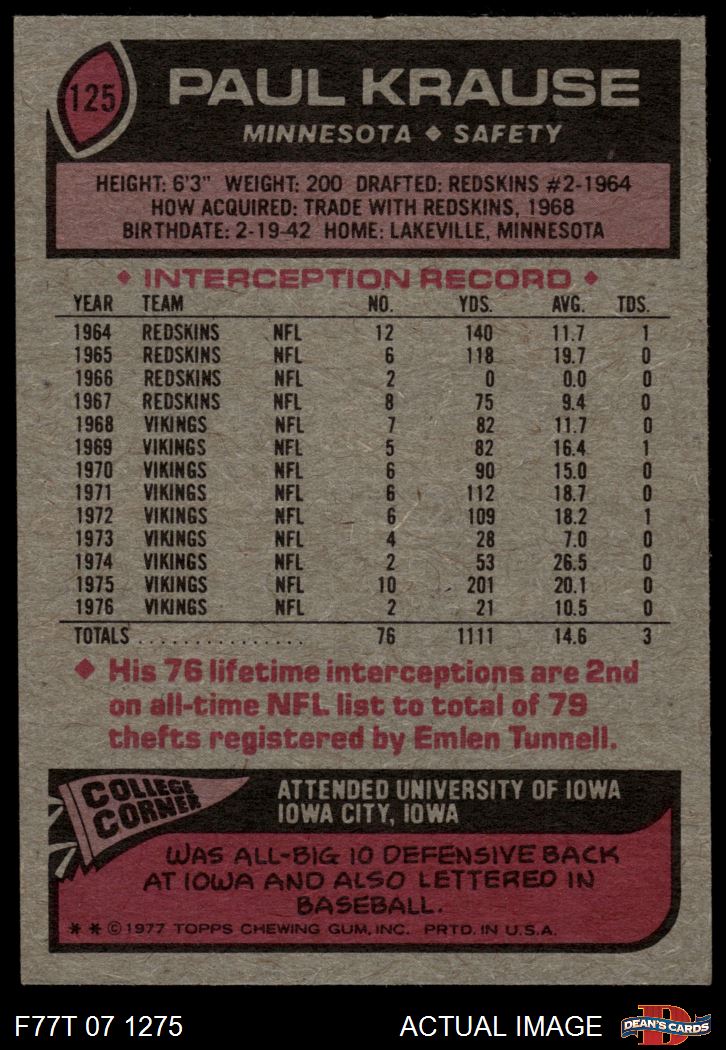 125
PAUL KRAUSE
MINNESOTA ◆ SAFETY
HEIGHT: 6'3" WEIGHT: 200 DRAFTED: REDSKINS #2-1964
HOW ACQUIRED: TRADE WITH REDSKINS, 1968
BIRTHDATE: 2-19-42 HOME: LAKEVILLE, MINNESOTA
◆ INTERCEPTION RECORD ◆
YEAR TEAM NO. YDS. AVG. TDS.
1964 REDSKINS NFL 12 140 11.7 1
1965 REDSKINS NFL 6 118 19.7 0
1966 REDSKINS NFL 2 0 0.0 0
1967 REDSKINS NFL 8 75 9.4 0
1968 VIKINGS NFL 7 82 11.7 0
1969 VIKINGS NFL 5 82 16.4 1
1970 VIKINGS NFL 6 90 15.0 0
1971 VIKINGS NFL 6 112 18.7 0
1972 VIKINGS NFL 6 109 18.2 1
1973 VIKINGS NFL 4 28 7.0 0
1974 VIKINGS NFL 2 53 26.5 0
1975 VIKINGS NFL 10 201 20.1 0
1976 VIKINGS NFL 2 21 10.5 0
TOTALS ................ 76 1111 14.6 3
◆ His 76 lifetime interceptions are 2nd
on all-time NFL list to total of 79
thefts registered by Emlen Tunnell.
COLLEGE
CORNER
ATTENDED UNIVERSITY OF IOWA
IOWA CITY, IOWA
WAS ALL-BIG 10 DEFENSIVE BACK
AT IOWA AND ALSO LETTERED IN
BASEBALL.
* * © 1977 TOPPS CHEWING GUM, INC. PRTD. IN U.S.A.
F77T 07 1275 ACTUAL IMAGE
D
DEAN'S CARDS